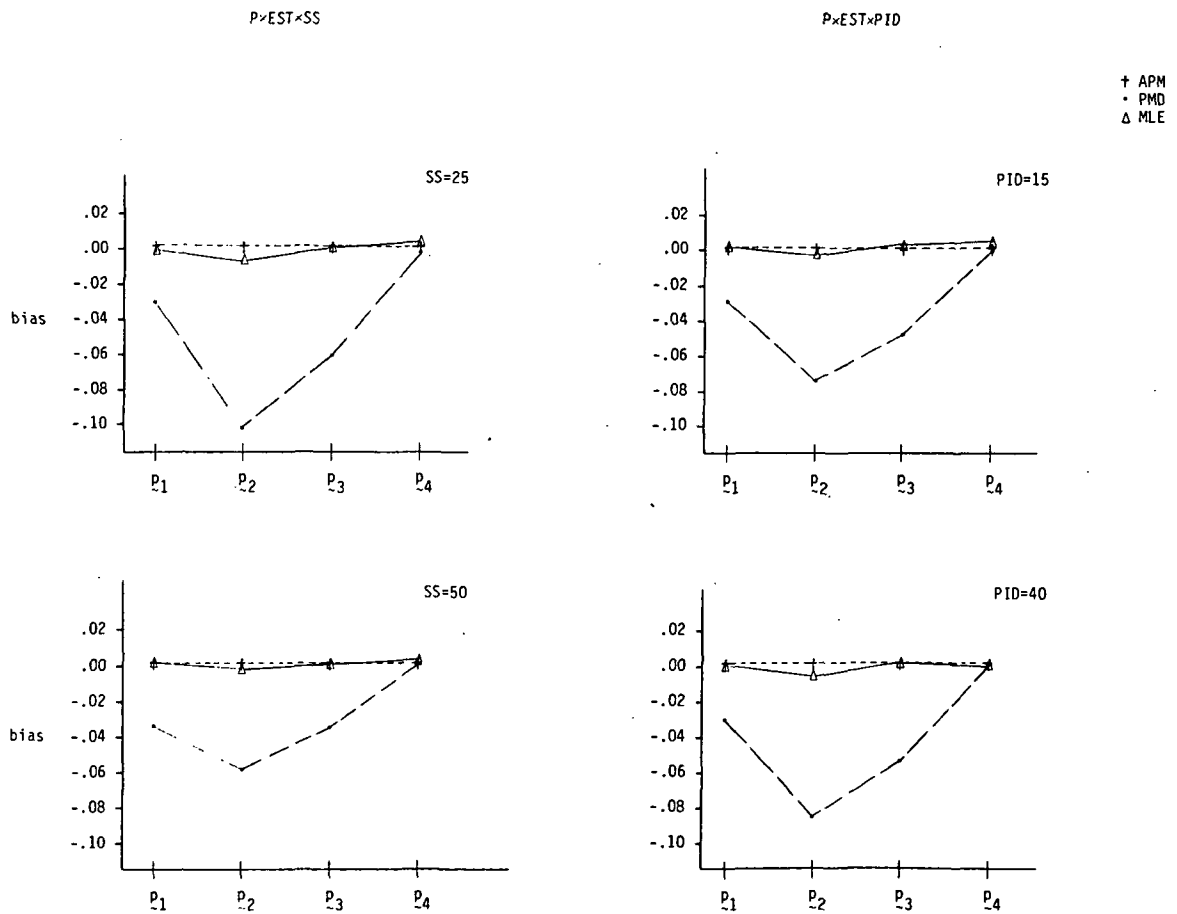 P×EST×SS
P×EST×PID
† APM
• PMD
Δ MLE
SS=25
.02
.00
-.02
-.04
-.06
-.08
-.10
bias
p1 p2 p3 p4
PID=15
.02
.00
-.02
-.04
-.06
-.08
-.10
p1 p2 p3 p4
SS=50
.02
.00
-.02
-.04
-.06
-.08
-.10
bias
p1 p2 p3 p4
PID=40
.02
.00
-.02
-.04
-.06
-.08
-.10
p1 p2 p3 p4